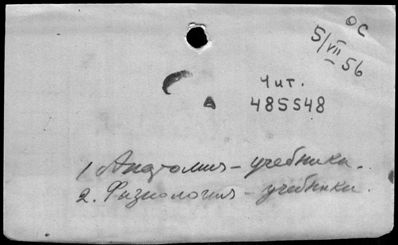 ОС
5/VII
–56
Чит.
485548
1. Анатомия – учебники.
2. Физиология – учебники.